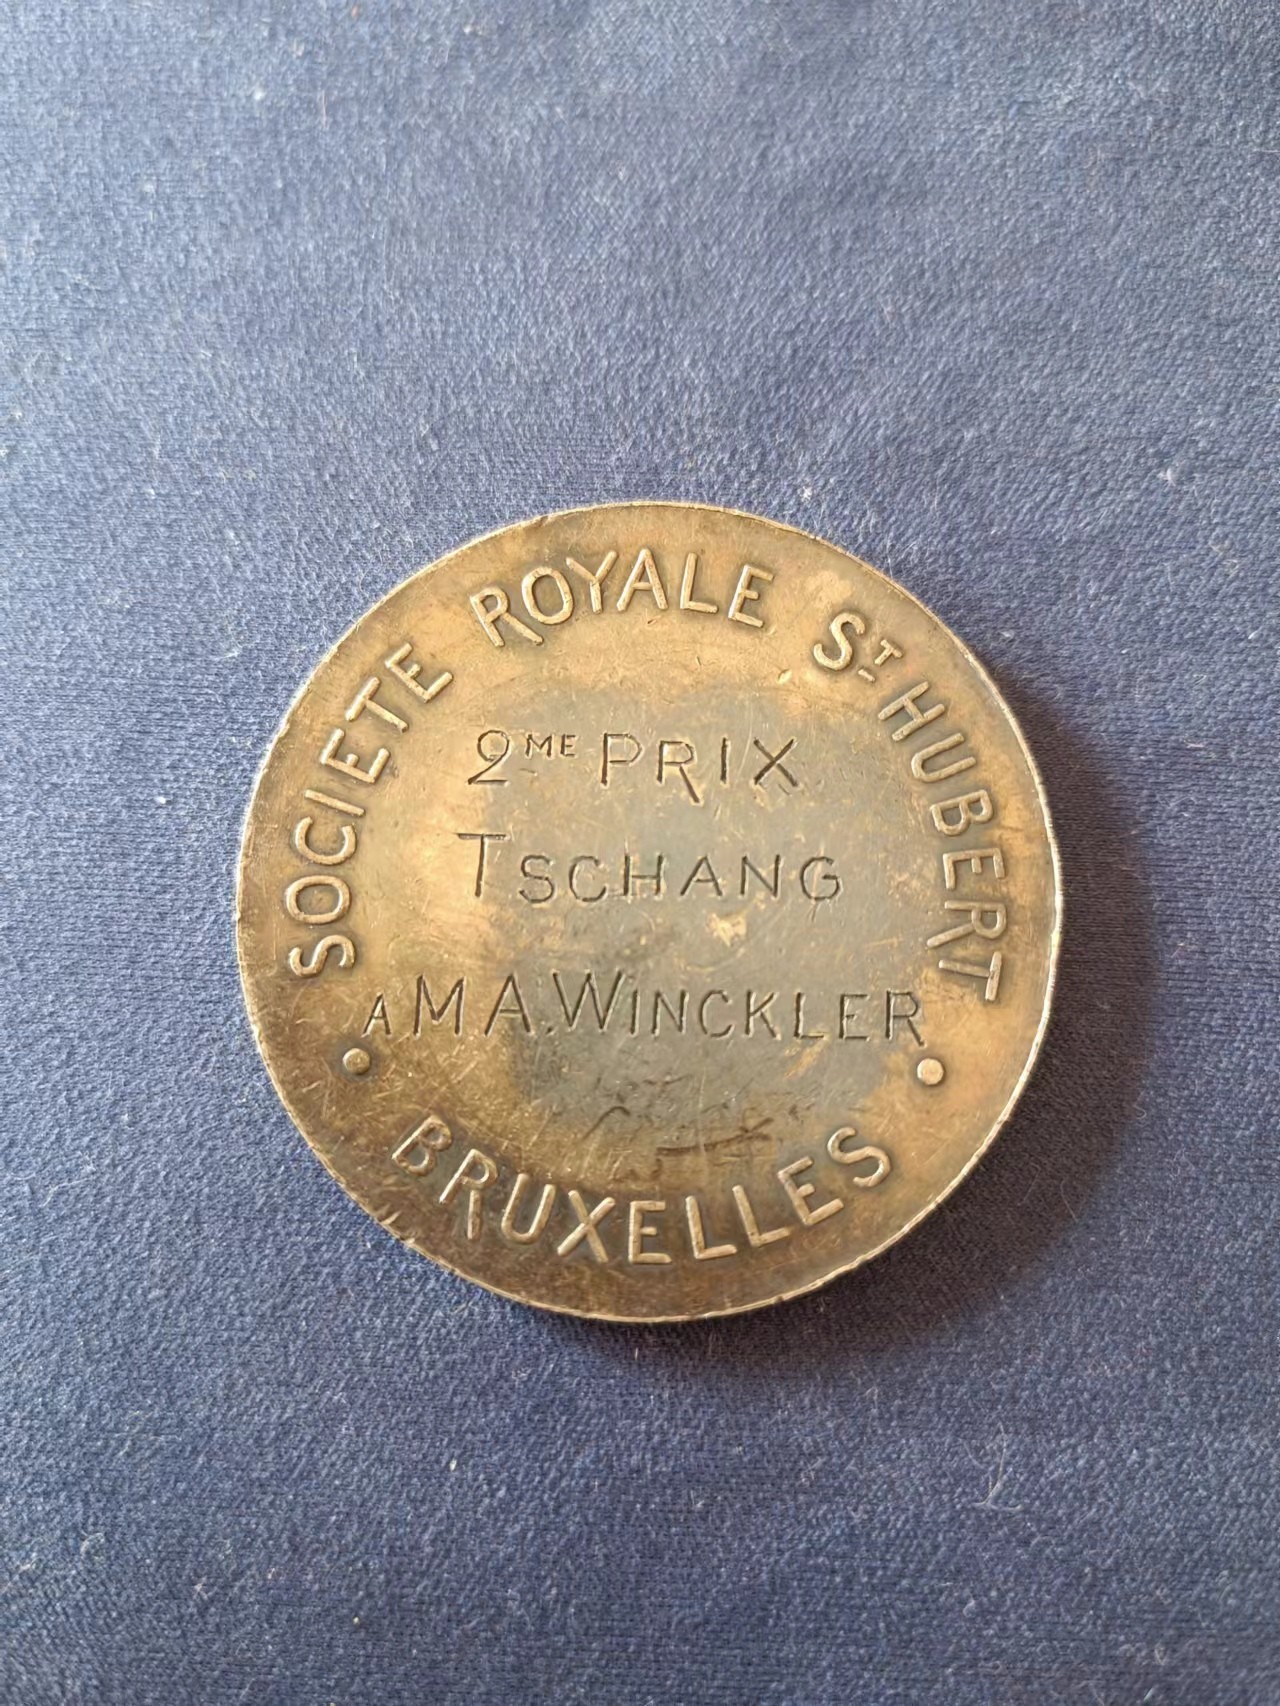 SOCIETE ROYALE ST HUBERT
2ME PRIX
TSCHANG
A M A. WINCKLER
• BRUXELLES •